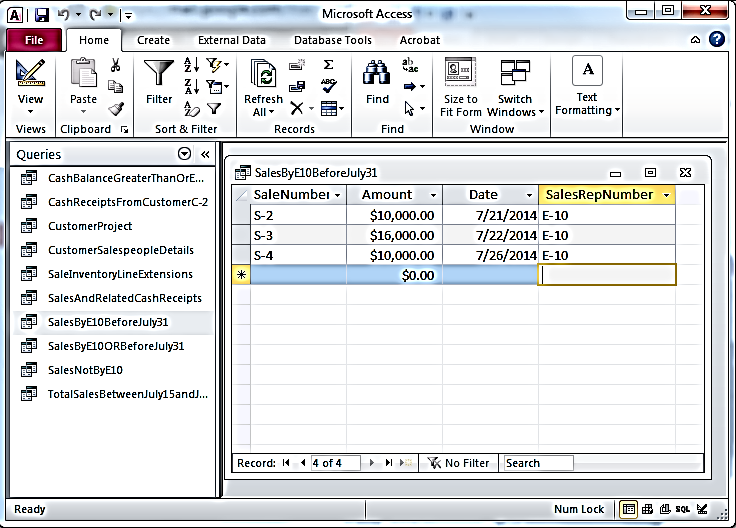 Microsoft Access
File Home Create External Data Database Tools Acrobat
View
Paste
Filter
Refresh All
Find
Size to Fit Form
Switch Windows
Text Formatting
Views Clipboard Sort & Filter Records Find Window
Queries
CashBalanceGreaterThanOrE...
CashReceiptsFromCustomerC-2
CustomerProject
CustomerSalespeopleDetails
SaleInventoryLineExtensions
SalesAndRelatedCashReceipts
SalesByE10BeforeJuly31
SalesByE10ORBeforeJuly31
SalesNotByE10
TotalSalesBetweenJuly15andJ...
SalesByE10BeforeJuly31
SaleNumber Amount Date SalesRepNumber
S-2 $10,000.00 7/21/2014 E-10
S-3 $16,000.00 7/22/2014 E-10
S-4 $10,000.00 7/26/2014 E-10
$0.00
Record: 4 of 4 No Filter Search
Ready Num Lock SQL